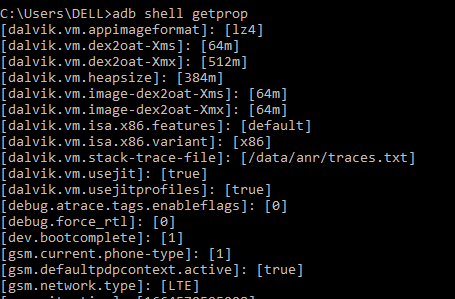 C:\Users\DELL>adb shell getprop
[dalvik.vm.appimageformat]: [lz4]
[dalvik.vm.dex2oat-Xms]: [64m]
[dalvik.vm.dex2oat-Xmx]: [512m]
[dalvik.vm.heapsize]: [384m]
[dalvik.vm.image-dex2oat-Xms]: [64m]
[dalvik.vm.image-dex2oat-Xmx]: [64m]
[dalvik.vm.isa.x86.features]: [default]
[dalvik.vm.isa.x86.variant]: [x86]
[dalvik.vm.stack-trace-file]: [/data/anr/traces.txt]
[dalvik.vm.usejit]: [true]
[dalvik.vm.usejitprofiles]: [true]
[debug.atrace.tags.enableflags]: [0]
[debug.force_rtl]: [0]
[dev.bootcomplete]: [1]
[gsm.current.phone-type]: [1]
[gsm.defaultpdpcontext.active]: [true]
[gsm.network.type]: [LTE]